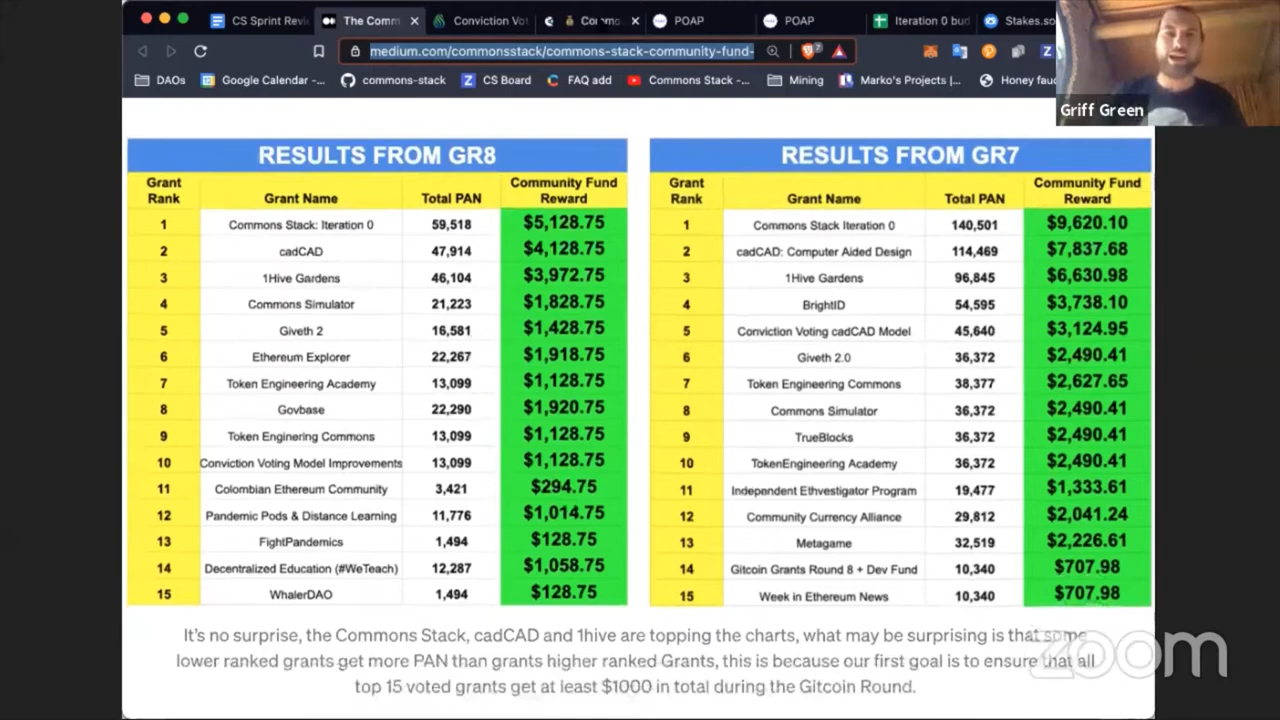 CS Sprint Revi
The Comm
Conviction Vot
POAP
POAP
Iteration 0 bud
Stakes.so
medium.com/commonsstack/commons-stack-community-fund-
7
DAOs
Google Calendar -...
commons-stack
CS Board
FAQ add
Commons Stack -...
Mining
Marko's Projects |...
Honey fauc
Griff Green
RESULTS FROM GR8
Grant Rank Grant Name Total PAN Community Fund Reward
1 Commons Stack: Iteration 0 59,518 $5,128.75
2 cadCAD 47,914 $4,128.75
3 1Hive Gardens 46,104 $3,972.75
4 Commons Simulator 21,223 $1,828.75
5 Giveth 2 16,581 $1,428.75
6 Ethereum Explorer 22,267 $1,918.75
7 Token Engineering Academy 13,099 $1,128.75
8 Govbase 22,290 $1,920.75
9 Token Enginering Commons 13,099 $1,128.75
10 Conviction Voting Model Improvements 13,099 $1,128.75
11 Colombian Ethereum Community 3,421 $294.75
12 Pandemic Pods & Distance Learning 11,776 $1,014.75
13 FightPandemics 1,494 $128.75
14 Decentralized Education (#WeTeach) 12,287 $1,058.75
15 WhalerDAO 1,494 $128.75
RESULTS FROM GR7
Grant Rank Grant Name Total PAN Community Fund Reward
1 Commons Stack Iteration 0 140,501 $9,620.10
2 cadCAD: Computer Aided Design 114,469 $7,837.68
3 1Hive Gardens 96,845 $6,630.98
4 BrightID 54,595 $3,738.10
5 Conviction Voting cadCAD Model 45,640 $3,124.95
6 Giveth 2.0 36,372 $2,490.41
7 Token Engineering Commons 38,377 $2,627.65
8 Commons Simulator 36,372 $2,490.41
9 TrueBlocks 36,372 $2,490.41
10 TokenEngineering Academy 36,372 $2,490.41
11 Independent Ethvestigator Program 19,477 $1,333.61
12 Community Currency Alliance 29,812 $2,041.24
13 Metagame 32,519 $2,226.61
14 Gitcoin Grants Round 8 + Dev Fund 10,340 $707.98
15 Week in Ethereum News 10,340 $707.98
It's no surprise, the Commons Stack, cadCAD and 1hive are topping the charts, what may be surprising is that some
lower ranked grants get more PAN than grants higher ranked Grants, this is because our first goal is to ensure that all
top 15 voted grants get at least $1000 in total during the Gitcoin Round.
zoom